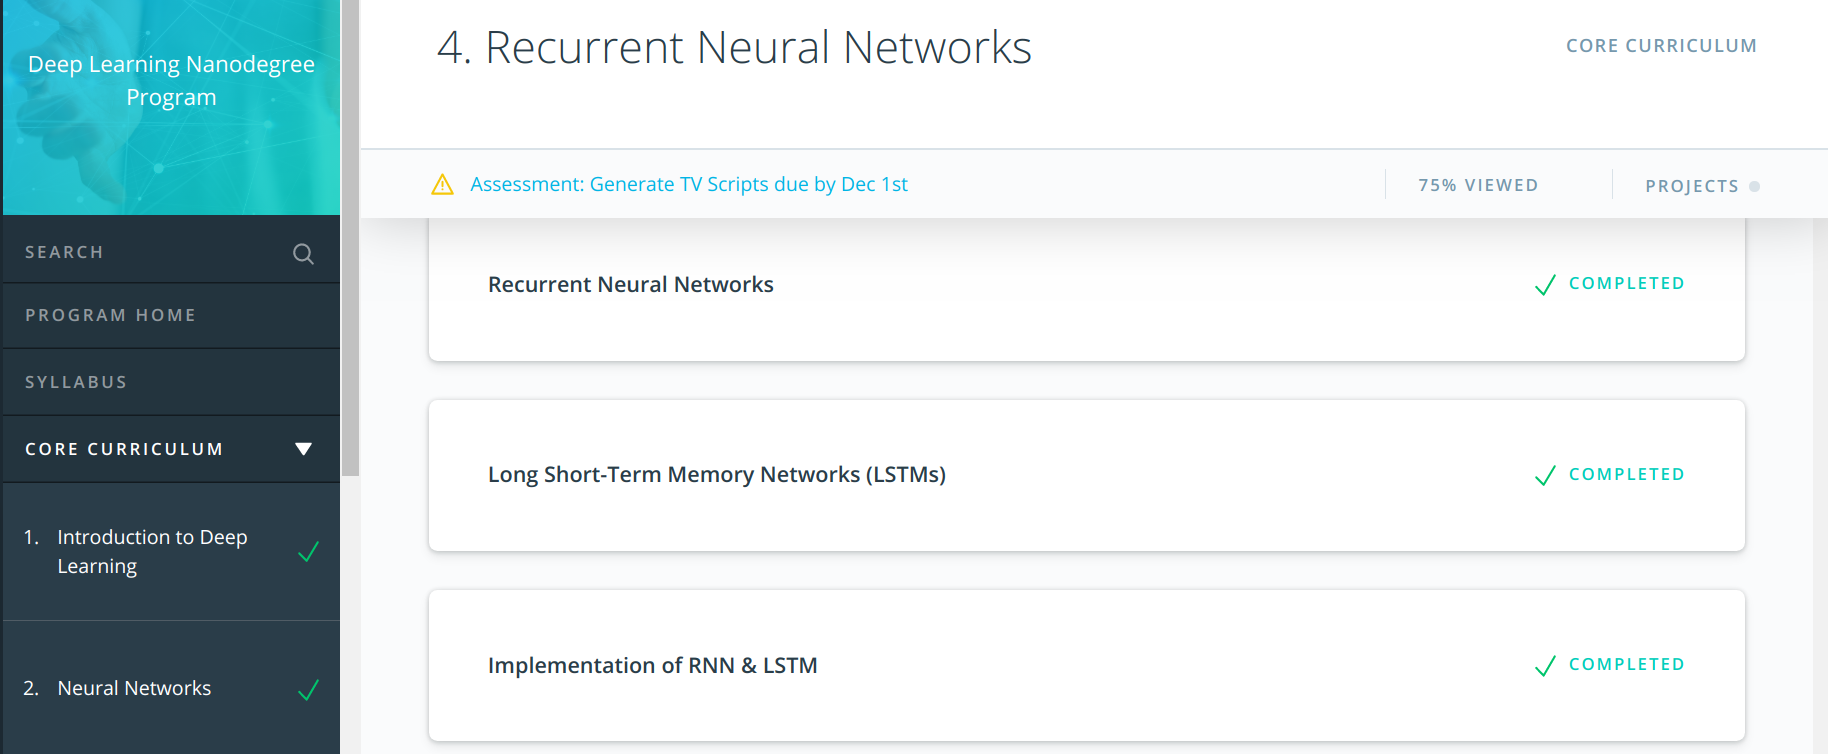 Deep Learning Nanodegree
Program
SEARCH
PROGRAM HOME
SYLLABUS
CORE CURRICULUM
1. Introduction to Deep
Learning
2. Neural Networks
4. Recurrent Neural Networks
CORE CURRICULUM
Assessment: Generate TV Scripts due by Dec 1st
75% VIEWED
PROJECTS
Recurrent Neural Networks
COMPLETED
Long Short-Term Memory Networks (LSTMs)
COMPLETED
Implementation of RNN & LSTM
COMPLETED